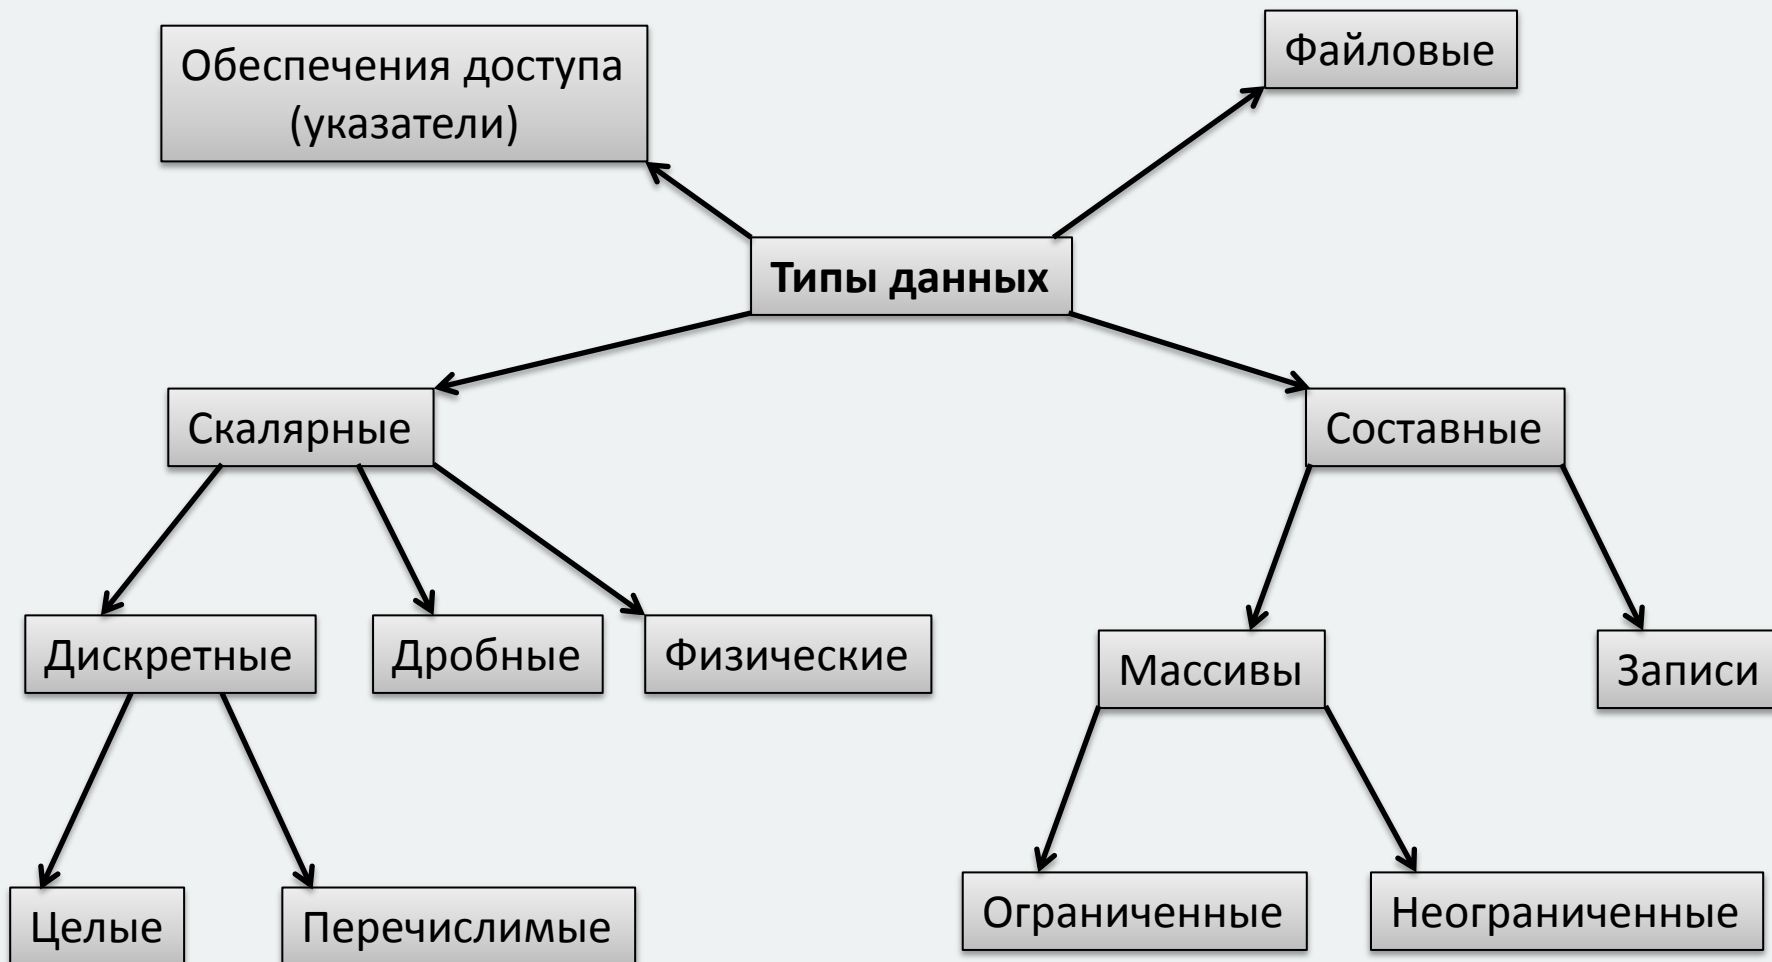 Обеспечения доступа
(указатели)
Файловые
Типы данных
Скалярные
Составные
Дискретные
Дробные
Физические
Массивы
Записи
Целые
Перечислимые
Ограниченные
Неограниченные